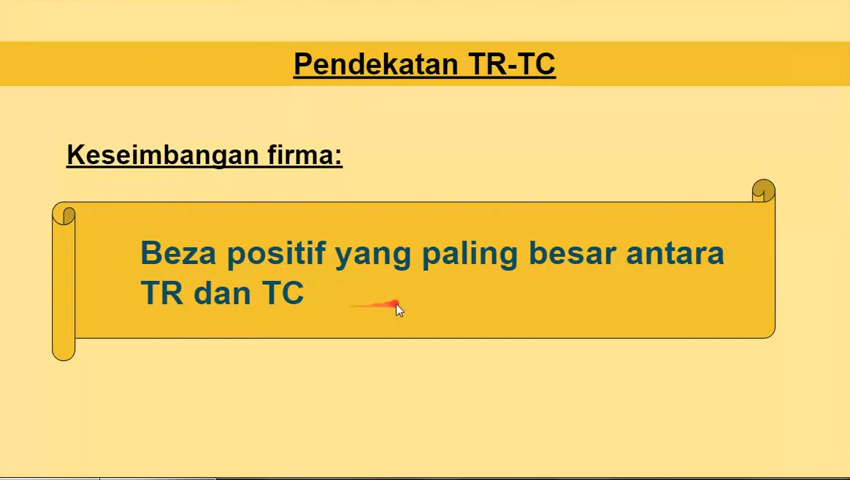 Pendekatan TR-TC
Keseimbangan firma:
Beza positif yang paling besar antara
TR dan TC